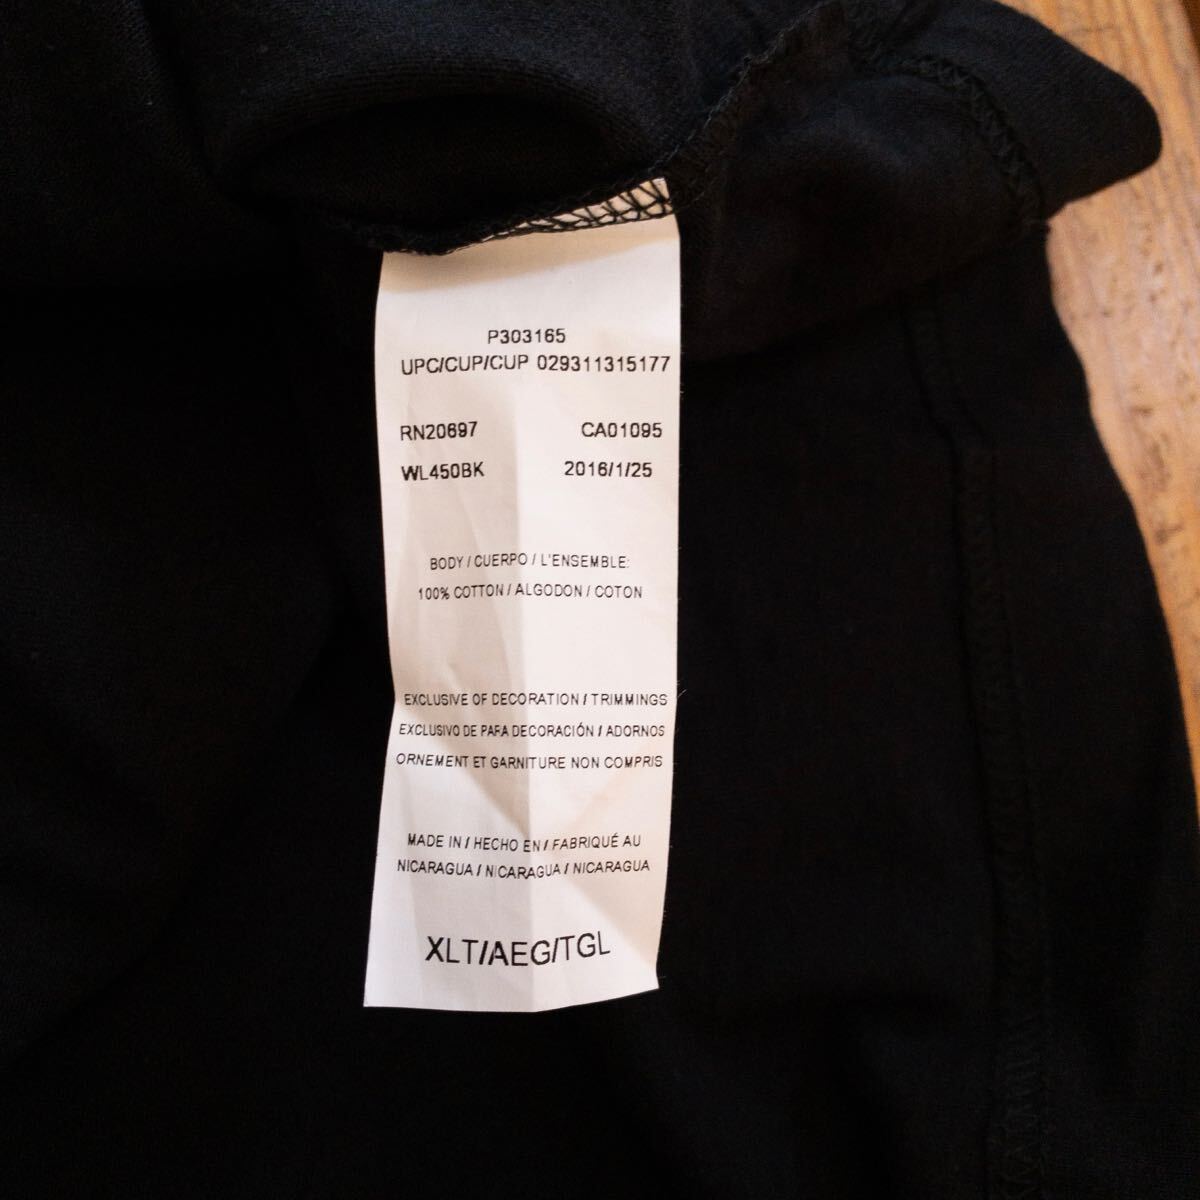 P303165
UPC/CUP/CUP 029311315177
RN20697 CA01095
WL450BK 2016/1/25
BODY / CUERPO / L'ENSEMBLE:
100% COTTON / ALGODON / COTON
EXCLUSIVE OF DECORATION / TRIMMINGS
EXCLUSIVO DE PARA DECORACIÓN / ADORNOS
ORNEMENT ET GARNITURE NON COMPRIS
MADE IN / HECHO EN / FABRIQUÉ AU
NICARAGUA / NICARAGUA / NICARAGUA
XLT/AEG/TGL